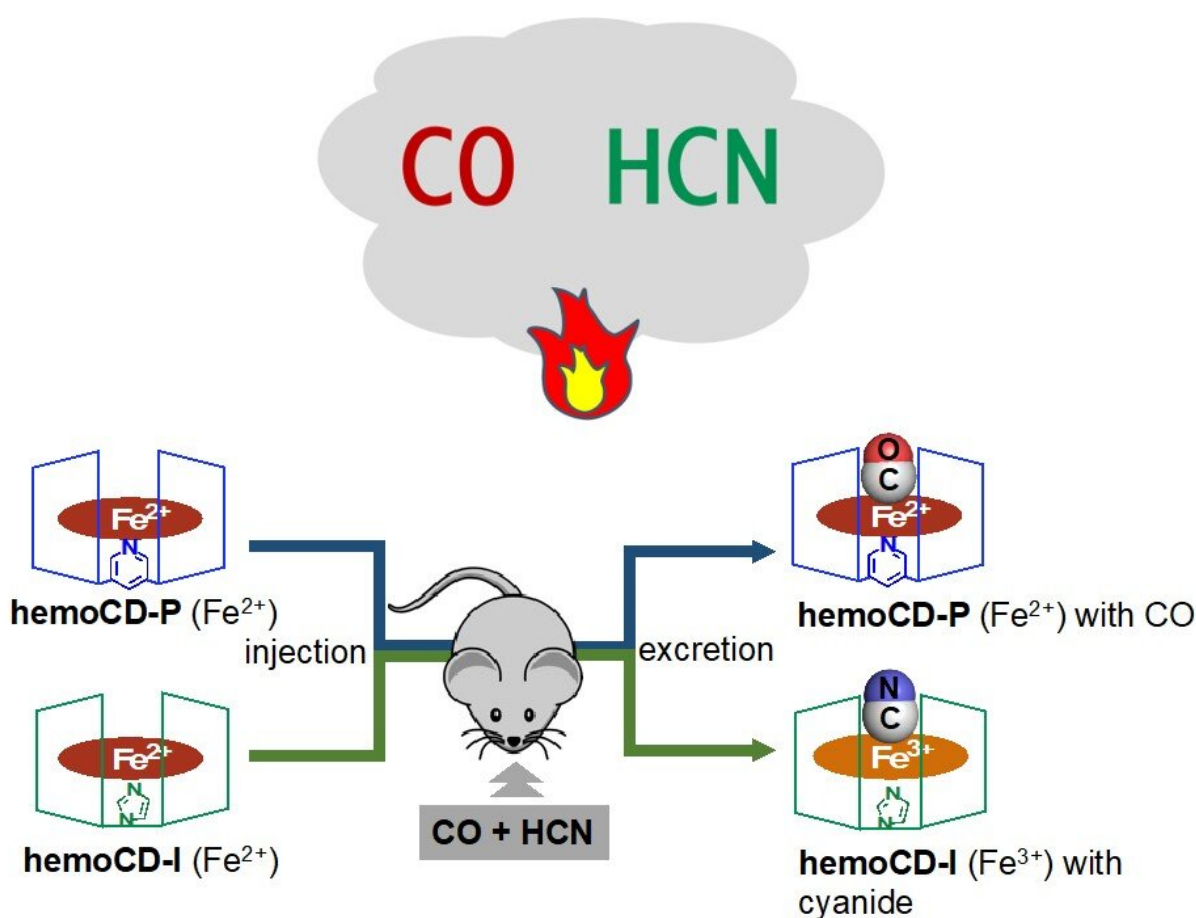 CO HCN
Fe²⁺
N
hemoCD-P (Fe²⁺)
injection
Fe²⁺
N
N
hemoCD-I (Fe²⁺)
CO + HCN
excretion
O
C
Fe²⁺
N
hemoCD-P (Fe²⁺) with CO
N
C
Fe³⁺
N
N
hemoCD-I (Fe³⁺) with
cyanide